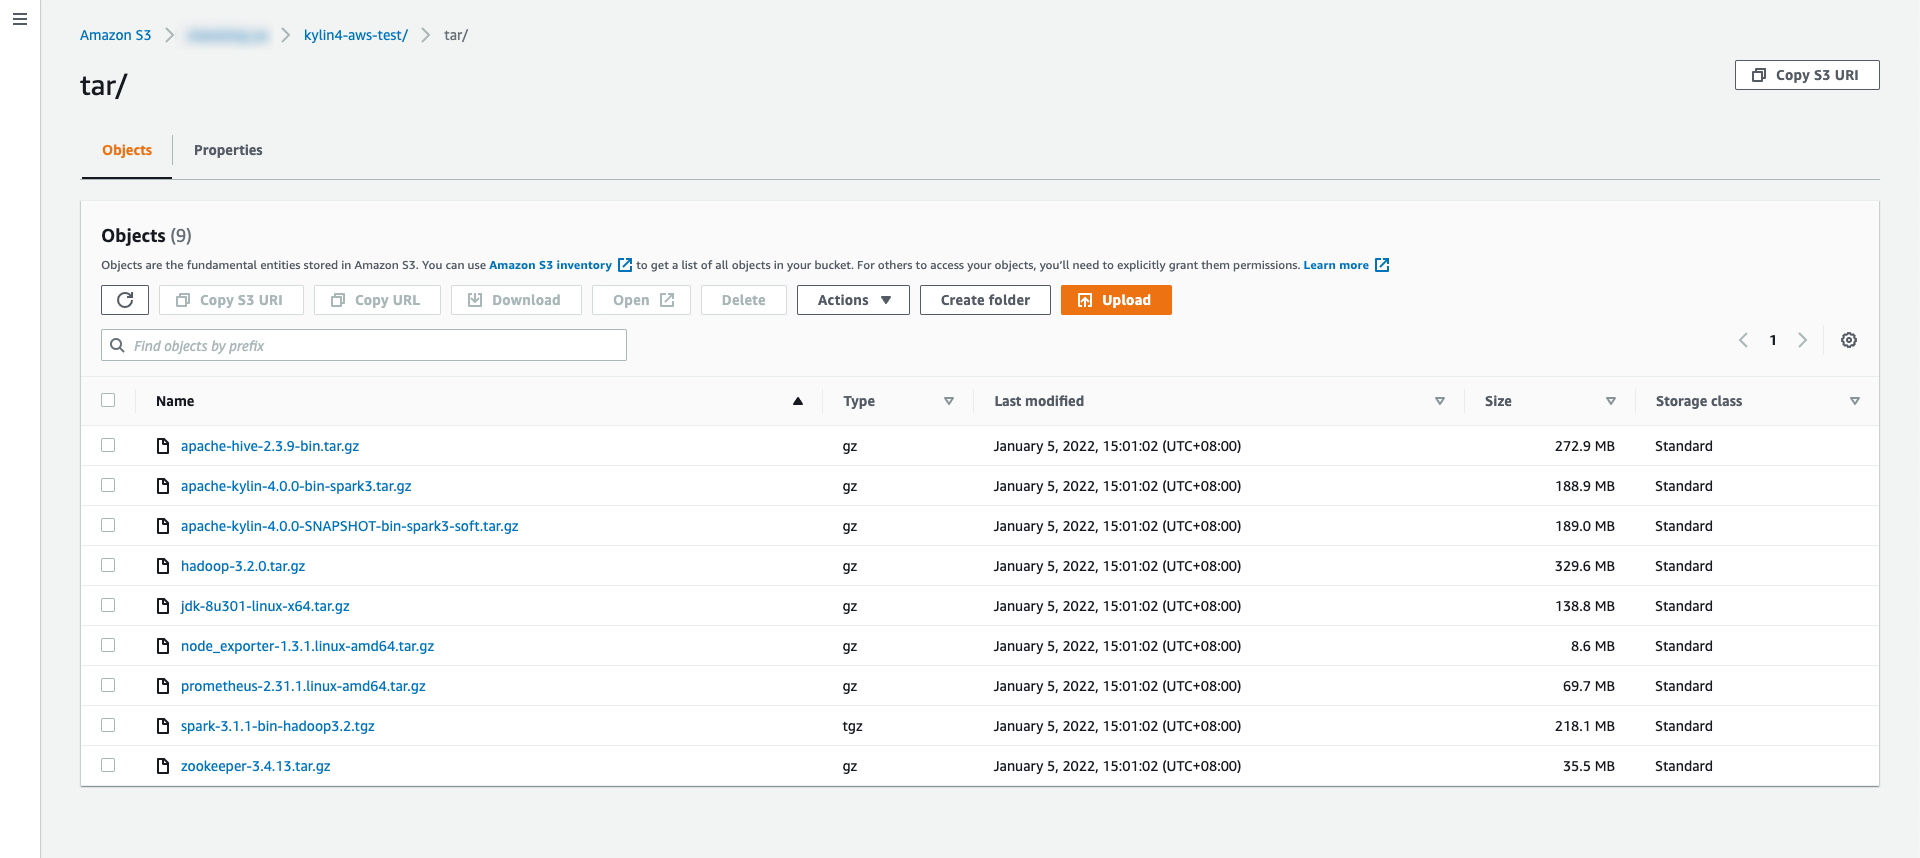 Amazon S3 kylin4-aws-test/ tar/
tar/
Copy S3 URI
Objects Properties
Objects (9)
Objects are the fundamental entities stored in Amazon S3. You can use Amazon S3 inventory to get a list of all objects in your bucket. For others to access your objects, you'll need to explicitly grant them permissions. Learn more
Copy S3 URI Copy URL Download Open Delete Actions Create folder Upload
Find objects by prefix
1
Name Type Last modified Size Storage class
apache-hive-2.3.9-bin.tar.gz gz January 5, 2022, 15:01:02 (UTC+08:00) 272.9 MB Standard
apache-kylin-4.0.0-bin-spark3.tar.gz gz January 5, 2022, 15:01:02 (UTC+08:00) 188.9 MB Standard
apache-kylin-4.0.0-SNAPSHOT-bin-spark3-soft.tar.gz gz January 5, 2022, 15:01:02 (UTC+08:00) 189.0 MB Standard
hadoop-3.2.0.tar.gz gz January 5, 2022, 15:01:02 (UTC+08:00) 329.6 MB Standard
jdk-8u301-linux-x64.tar.gz gz January 5, 2022, 15:01:02 (UTC+08:00) 138.8 MB Standard
node_exporter-1.3.1.linux-amd64.tar.gz gz January 5, 2022, 15:01:02 (UTC+08:00) 8.6 MB Standard
prometheus-2.31.1.linux-amd64.tar.gz gz January 5, 2022, 15:01:02 (UTC+08:00) 69.7 MB Standard
spark-3.1.1-bin-hadoop3.2.tgz tgz January 5, 2022, 15:01:02 (UTC+08:00) 218.1 MB Standard
zookeeper-3.4.13.tar.gz gz January 5, 2022, 15:01:02 (UTC+08:00) 35.5 MB Standard